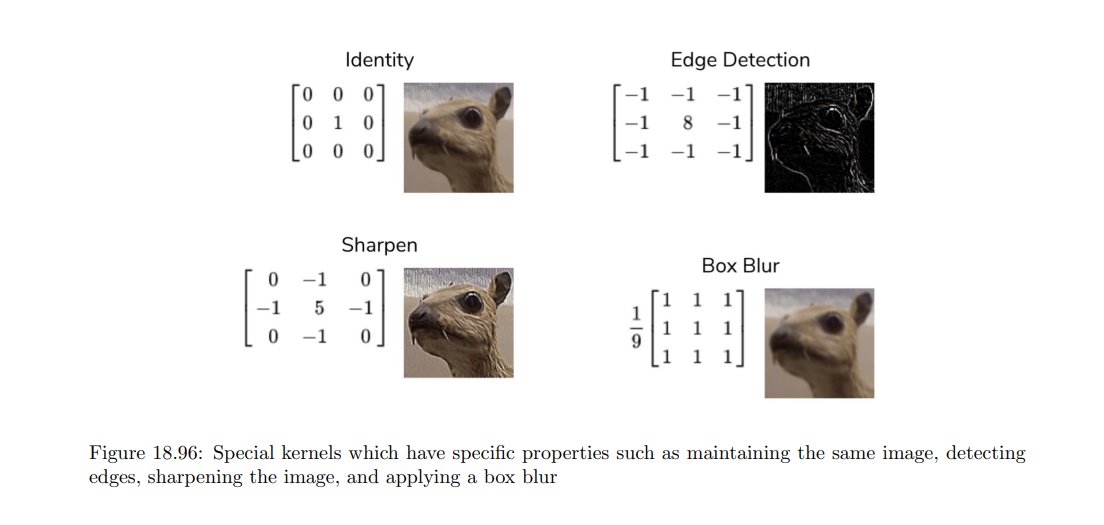 Identity
0 0 0
0 1 0
0 0 0
Edge Detection
−1 −1 −1
−1 8 −1
−1 −1 −1
Sharpen
0 −1 0
−1 5 −1
0 −1 0
Box Blur
1/9
1 1 1
1 1 1
1 1 1
Figure 18.96: Special kernels which have specific properties such as maintaining the same image, detecting
edges, sharpening the image, and applying a box blur